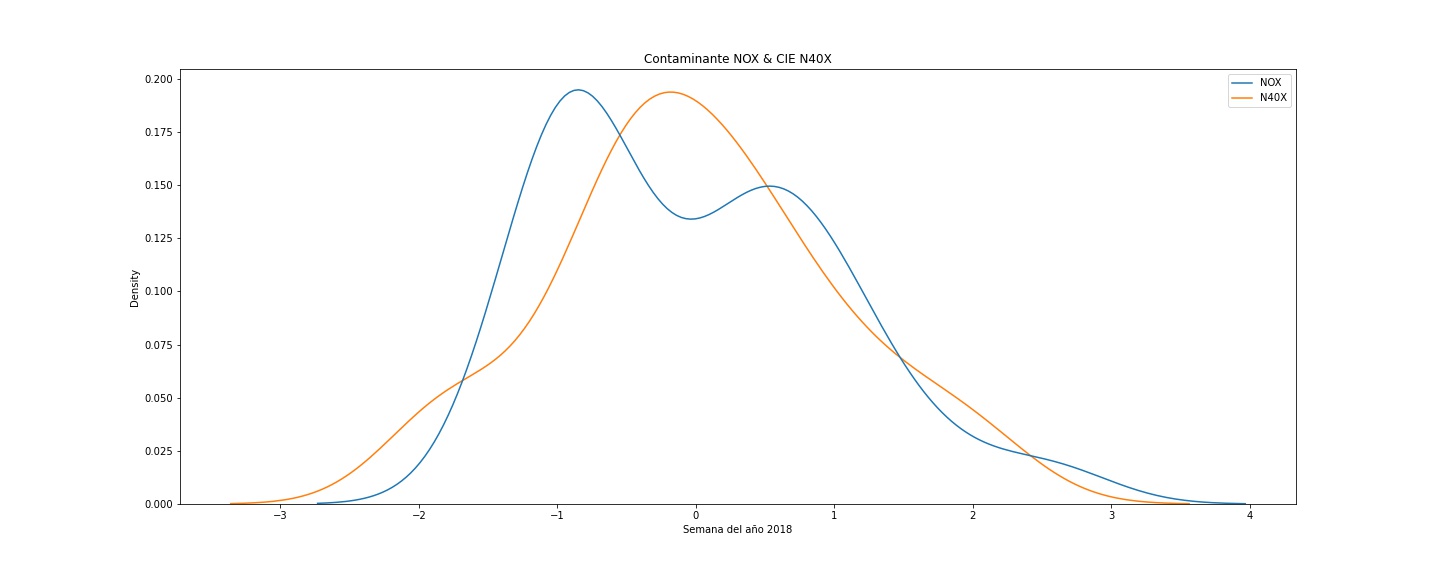 Contaminante NOX & CIE N40X
NOX
N40X
0.200
0.175
0.150
0.125
0.100
0.075
0.050
0.025
0.000
Density
−3 −2 −1 0 1 2 3 4
Semana del año 2018